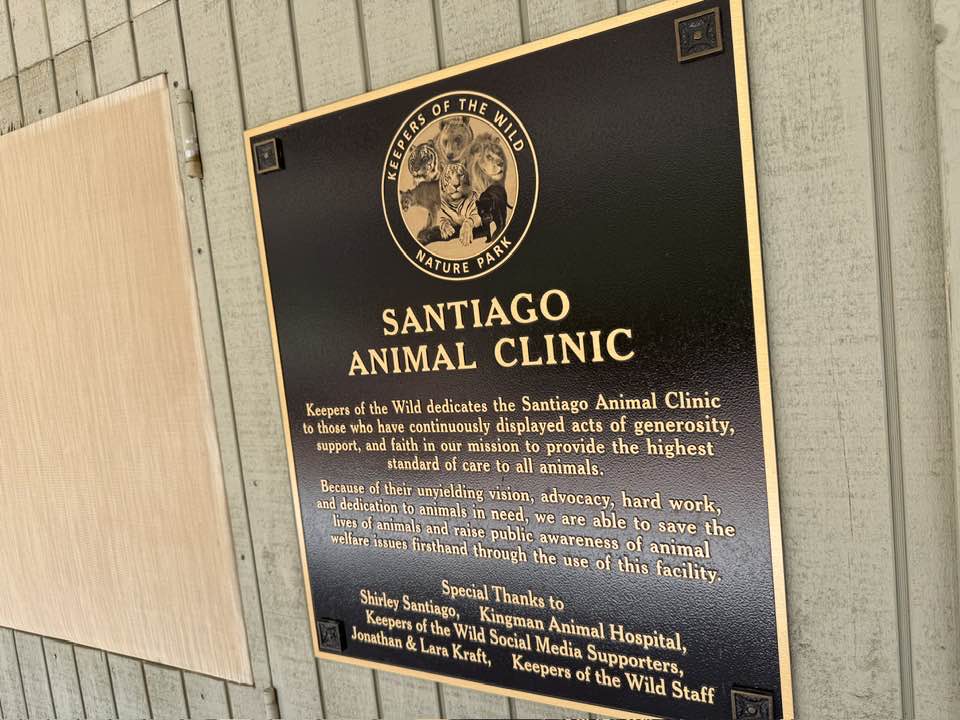 KEEPERS OF THE WILD
NATURE PARK
SANTIAGO
ANIMAL CLINIC
Keepers of the Wild dedicates the Santiago Animal Clinic
to those who have continuously displayed acts of generosity,
support, and faith in our mission to provide the highest
standard of care to all animals.
Because of their unyielding vision, advocacy, hard work,
and dedication to animals in need, we are able to save the
lives of animals and raise public awareness of animal
welfare issues firsthand through the use of this facility.
Special Thanks to
Shirley Santiago, Kingman Animal Hospital,
Keepers of the Wild Social Media Supporters,
Jonathan & Lara Kraft, Keepers of the Wild Staff